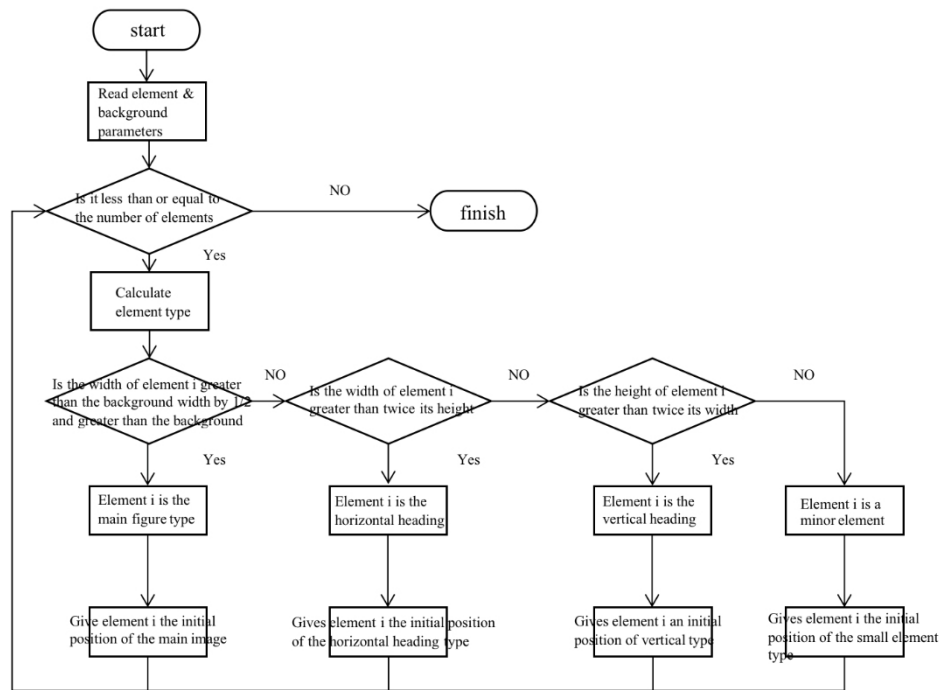 start
Read element &
background
parameters
Is it less than or equal to
the number of elements
NO
finish
Yes
Calculate
element type
Is the width of element i greater
than the background width by 1/2
and greater than the background
NO
Is the width of element i
greater than twice its height
NO
Is the height of element i
greater than twice its width
NO
Yes
Yes
Yes
Element i is the
main figure type
Element i is the
horizontal heading
Element i is the
vertical heading
Element i is a
minor element
Give element i the initial
position of the main image
Gives element i the initial position
of the horizontal heading type
Gives element i an initial
position of vertical type
Gives element i the initial
position of the small element
type